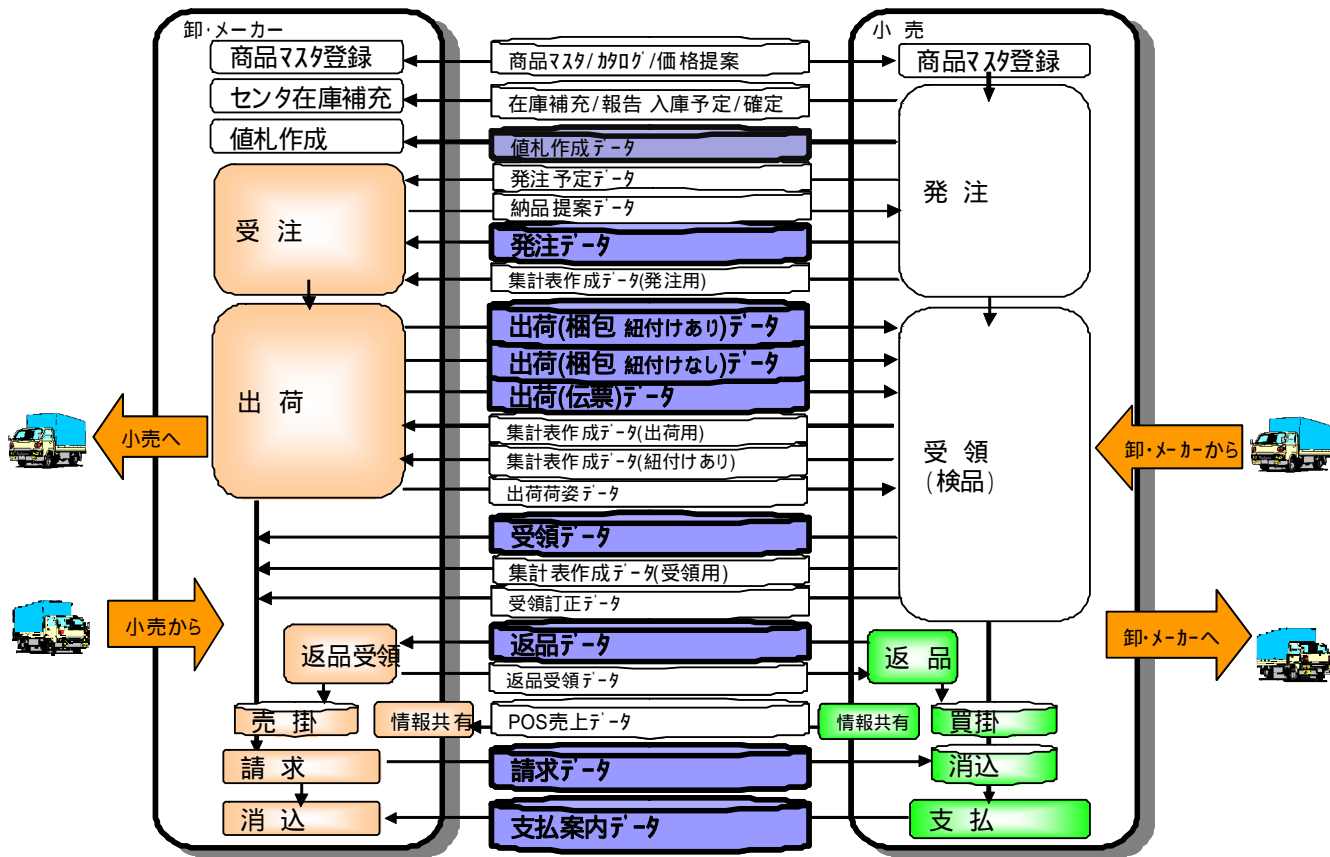 卸・メーカー
小 売
商品マスタ登録
商品マスタ/カタログ/価格提案
商品マスタ登録
センタ在庫補充
在庫補充/報告 入庫予定/確定
値札作成
値札作成データ
発注予定データ
発 注
納品提案データ
受 注
発注データ
集計表作成データ(発注用)
出荷(梱包 紐付けあり)データ
出荷(梱包 紐付けなし)データ
出荷(伝票)データ
出 荷
小売へ
集計表作成データ(出荷用)
集計表作成データ(紐付けあり)
受 領
(検品)
卸・メーカーから
出荷荷姿データ
受領データ
集計表作成データ(受領用)
受領訂正データ
小売から
返品受領
返品データ
返 品
卸・メーカーへ
返品受領データ
売 掛
情報共有
POS売上データ
情報共有
買掛
請 求
請求データ
消込
消 込
支払案内データ
支 払